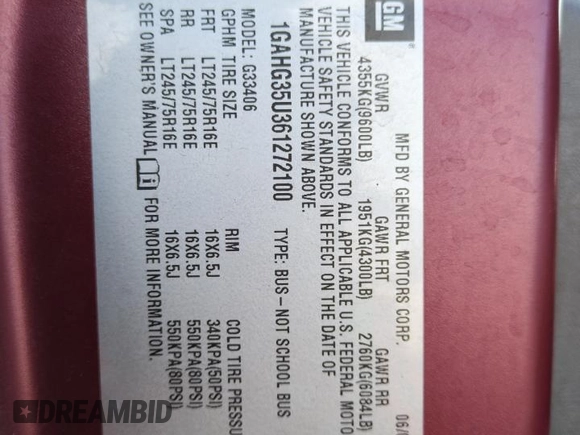 GM
MFD BY GENERAL MOTORS CORP. 06/
GVWR GAWR FRT GAWR RR
4355KG(9600LB) 1951KG(4300LB) 2760KG(6084LB)
THIS VEHICLE CONFORMS TO ALL APPLICABLE U.S. FEDERAL MOTO
VEHICLE SAFETY STANDARDS IN EFFECT ON THE DATE OF
MANUFACTURE SHOWN ABOVE.
1GAHG35U361272100 TYPE: BUS-NOT SCHOOL BUS
MODEL: G33406
GPHM TIRE SIZE RIM COLD TIRE PRESSU
FRT LT245/75R16E 16X6.5J 340KPA(50PSI)
RR LT245/75R16E 16X6.5J 550KPA(80PSI)
SPA LT245/75R16E 16X6.5J 550KPA(80PSI)
SEE OWNER'S MANUAL FOR MORE INFORMATION.
DREAMBID